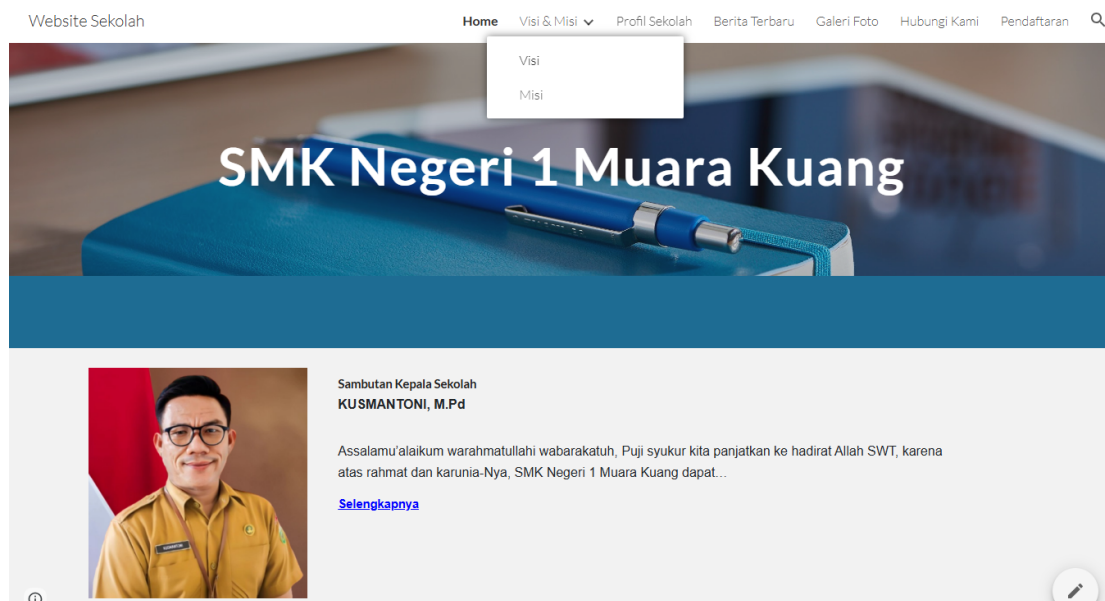 Website Sekolah
Home Visi & Misi Profil Sekolah Berita Terbaru Galeri Foto Hubungi Kami Pendaftaran
Visi
Misi
SMK Negeri 1 Muara Kuang
Sambutan Kepala Sekolah
KUSMANTONI, M.Pd
Assalamu’alaikum warahmatullahi wabarakatuh, Puji syukur kita panjatkan ke hadirat Allah SWT, karena
atas rahmat dan karunia-Nya, SMK Negeri 1 Muara Kuang dapat…
Selengkapnya